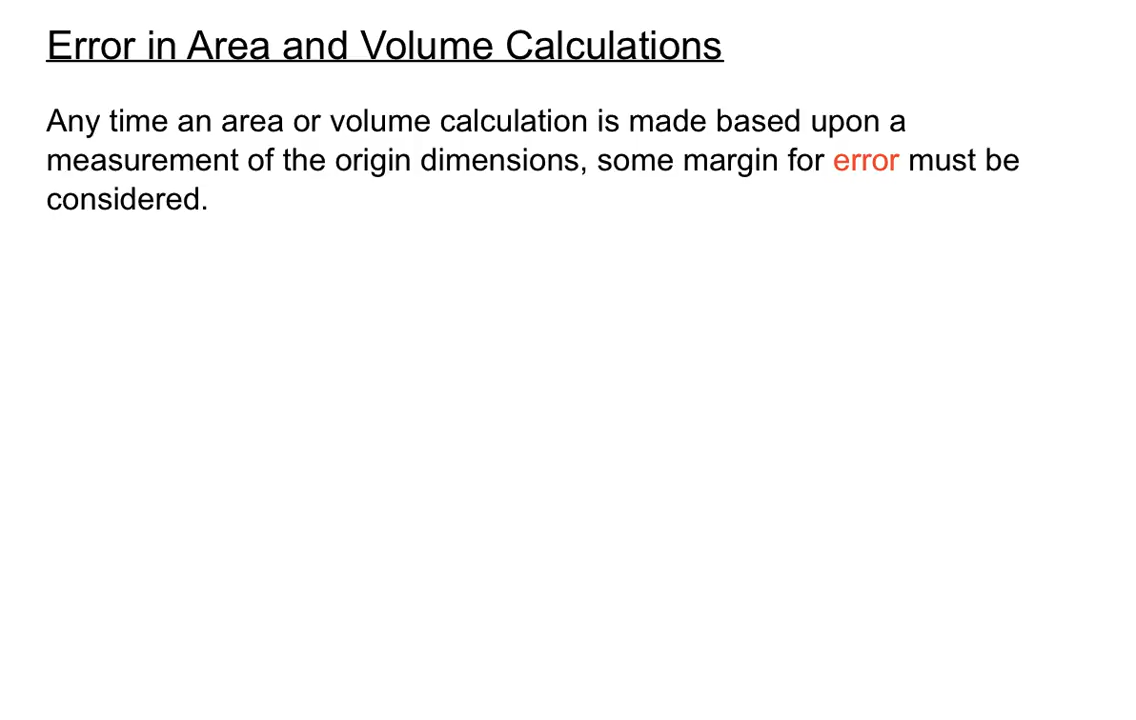 Error in Area and Volume Calculations
Any time an area or volume calculation is made based upon a
measurement of the origin dimensions, some margin for error must be
considered.